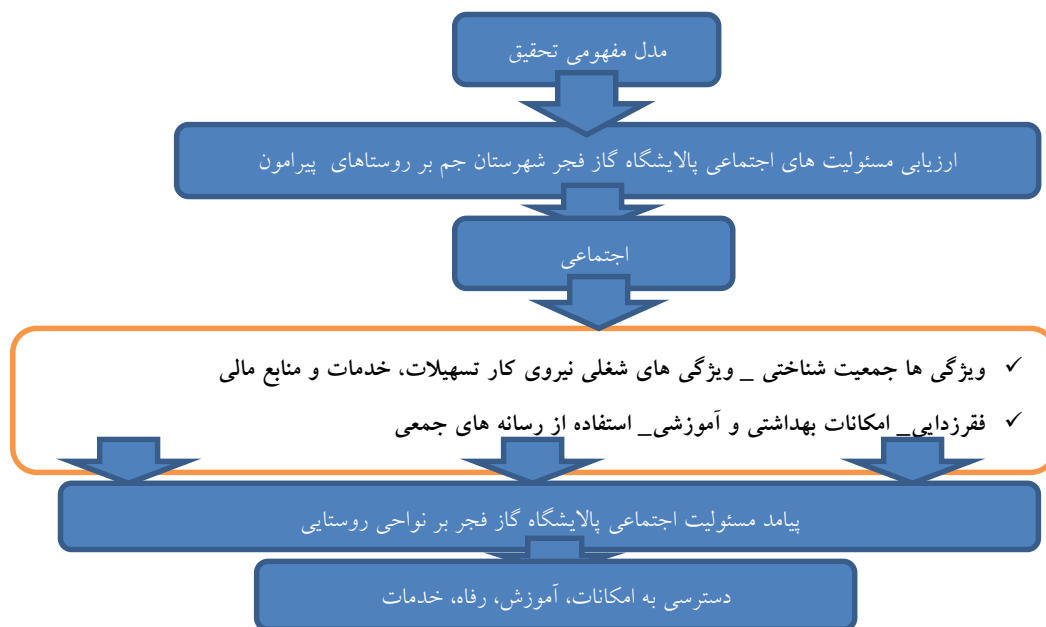 مدل مفهومی تحقیق
ارزیابی مسئولیت های اجتماعی پالایشگاه گاز فجر شهرستان جم بر روستاهای پیرامون
اجتماعی
✓ ویژگی ها جمعیت شناختی _ ویژگی های شغلی نیروی کار تسهیلات، خدمات و منابع مالی
✓ فقرزدایی_ امکانات بهداشتی و آموزشی_ استفاده از رسانه های جمعی
پیامد مسئولیت اجتماعی پالایشگاه گاز فجر بر نواحی روستایی
دسترسی به امکانات، آموزش، رفاه، خدمات